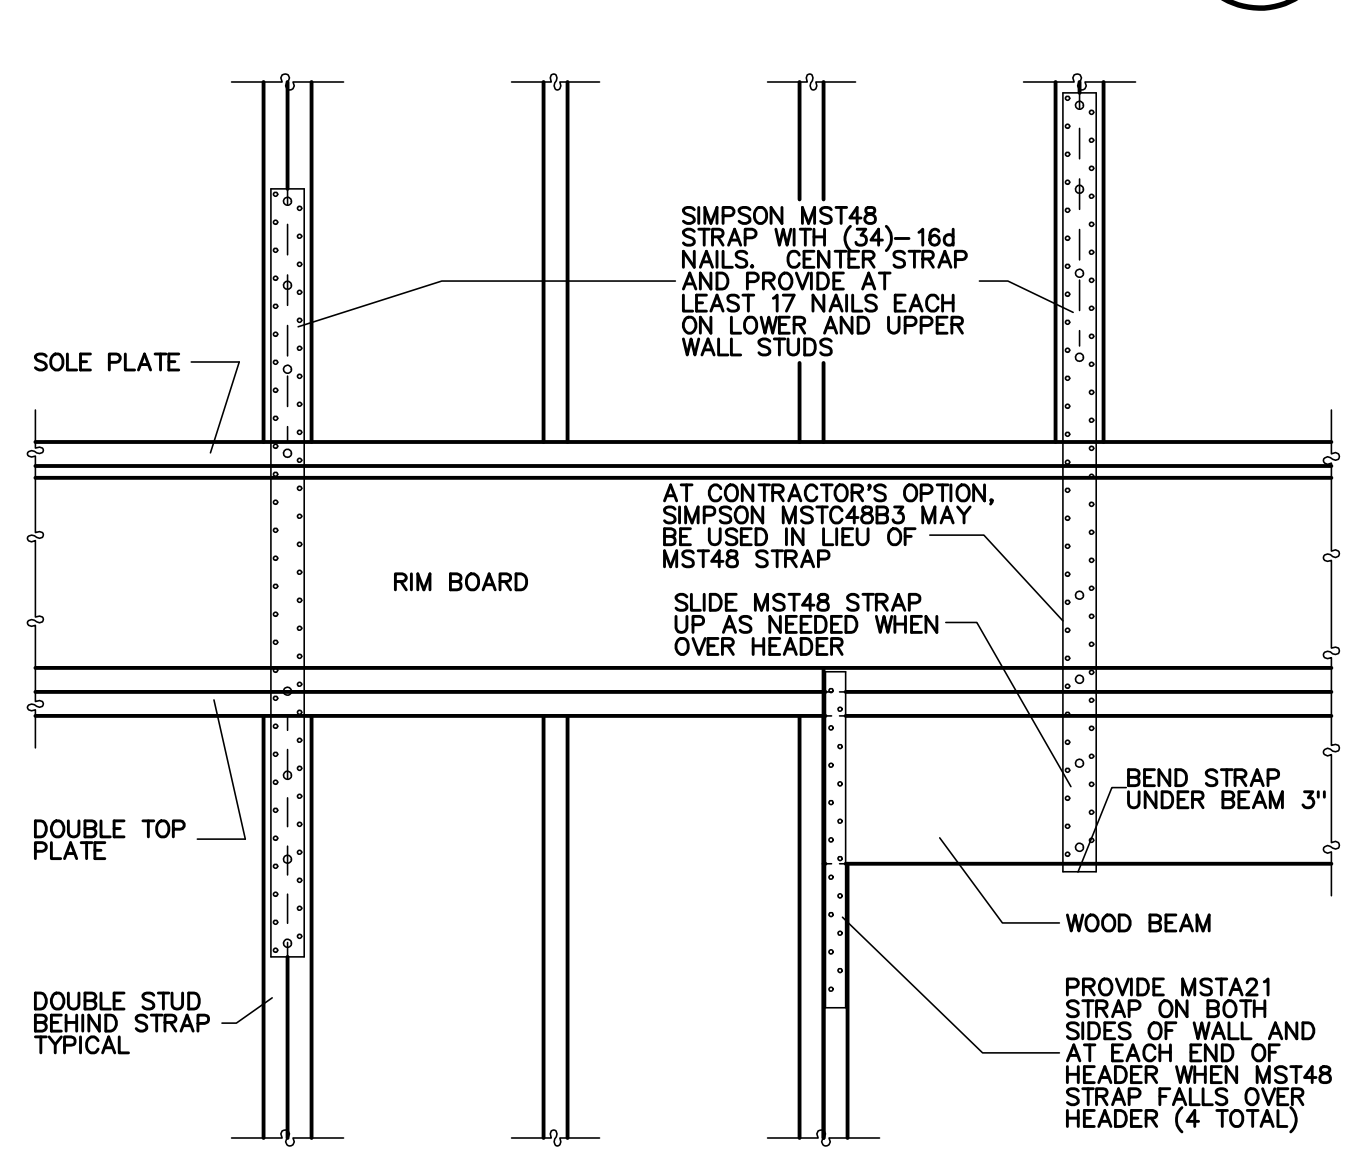 SIMPSON MST48
STRAP WITH (34)-16d
NAILS. CENTER STRAP
AND PROVIDE AT
LEAST 17 NAILS EACH
ON LOWER AND UPPER
WALL STUDS
SOLE PLATE
AT CONTRACTOR'S OPTION,
SIMPSON MSTC48B3 MAY
BE USED IN LIEU OF
MST48 STRAP
RIM BOARD
SLIDE MST48 STRAP
UP AS NEEDED WHEN
OVER HEADER
BEND STRAP
UNDER BEAM 3"
DOUBLE TOP
PLATE
WOOD BEAM
DOUBLE STUD
BEHIND STRAP
TYPICAL
PROVIDE MSTA21
STRAP ON BOTH
SIDES OF WALL AND
AT EACH END OF
HEADER WHEN MST48
STRAP FALLS OVER
HEADER (4 TOTAL)